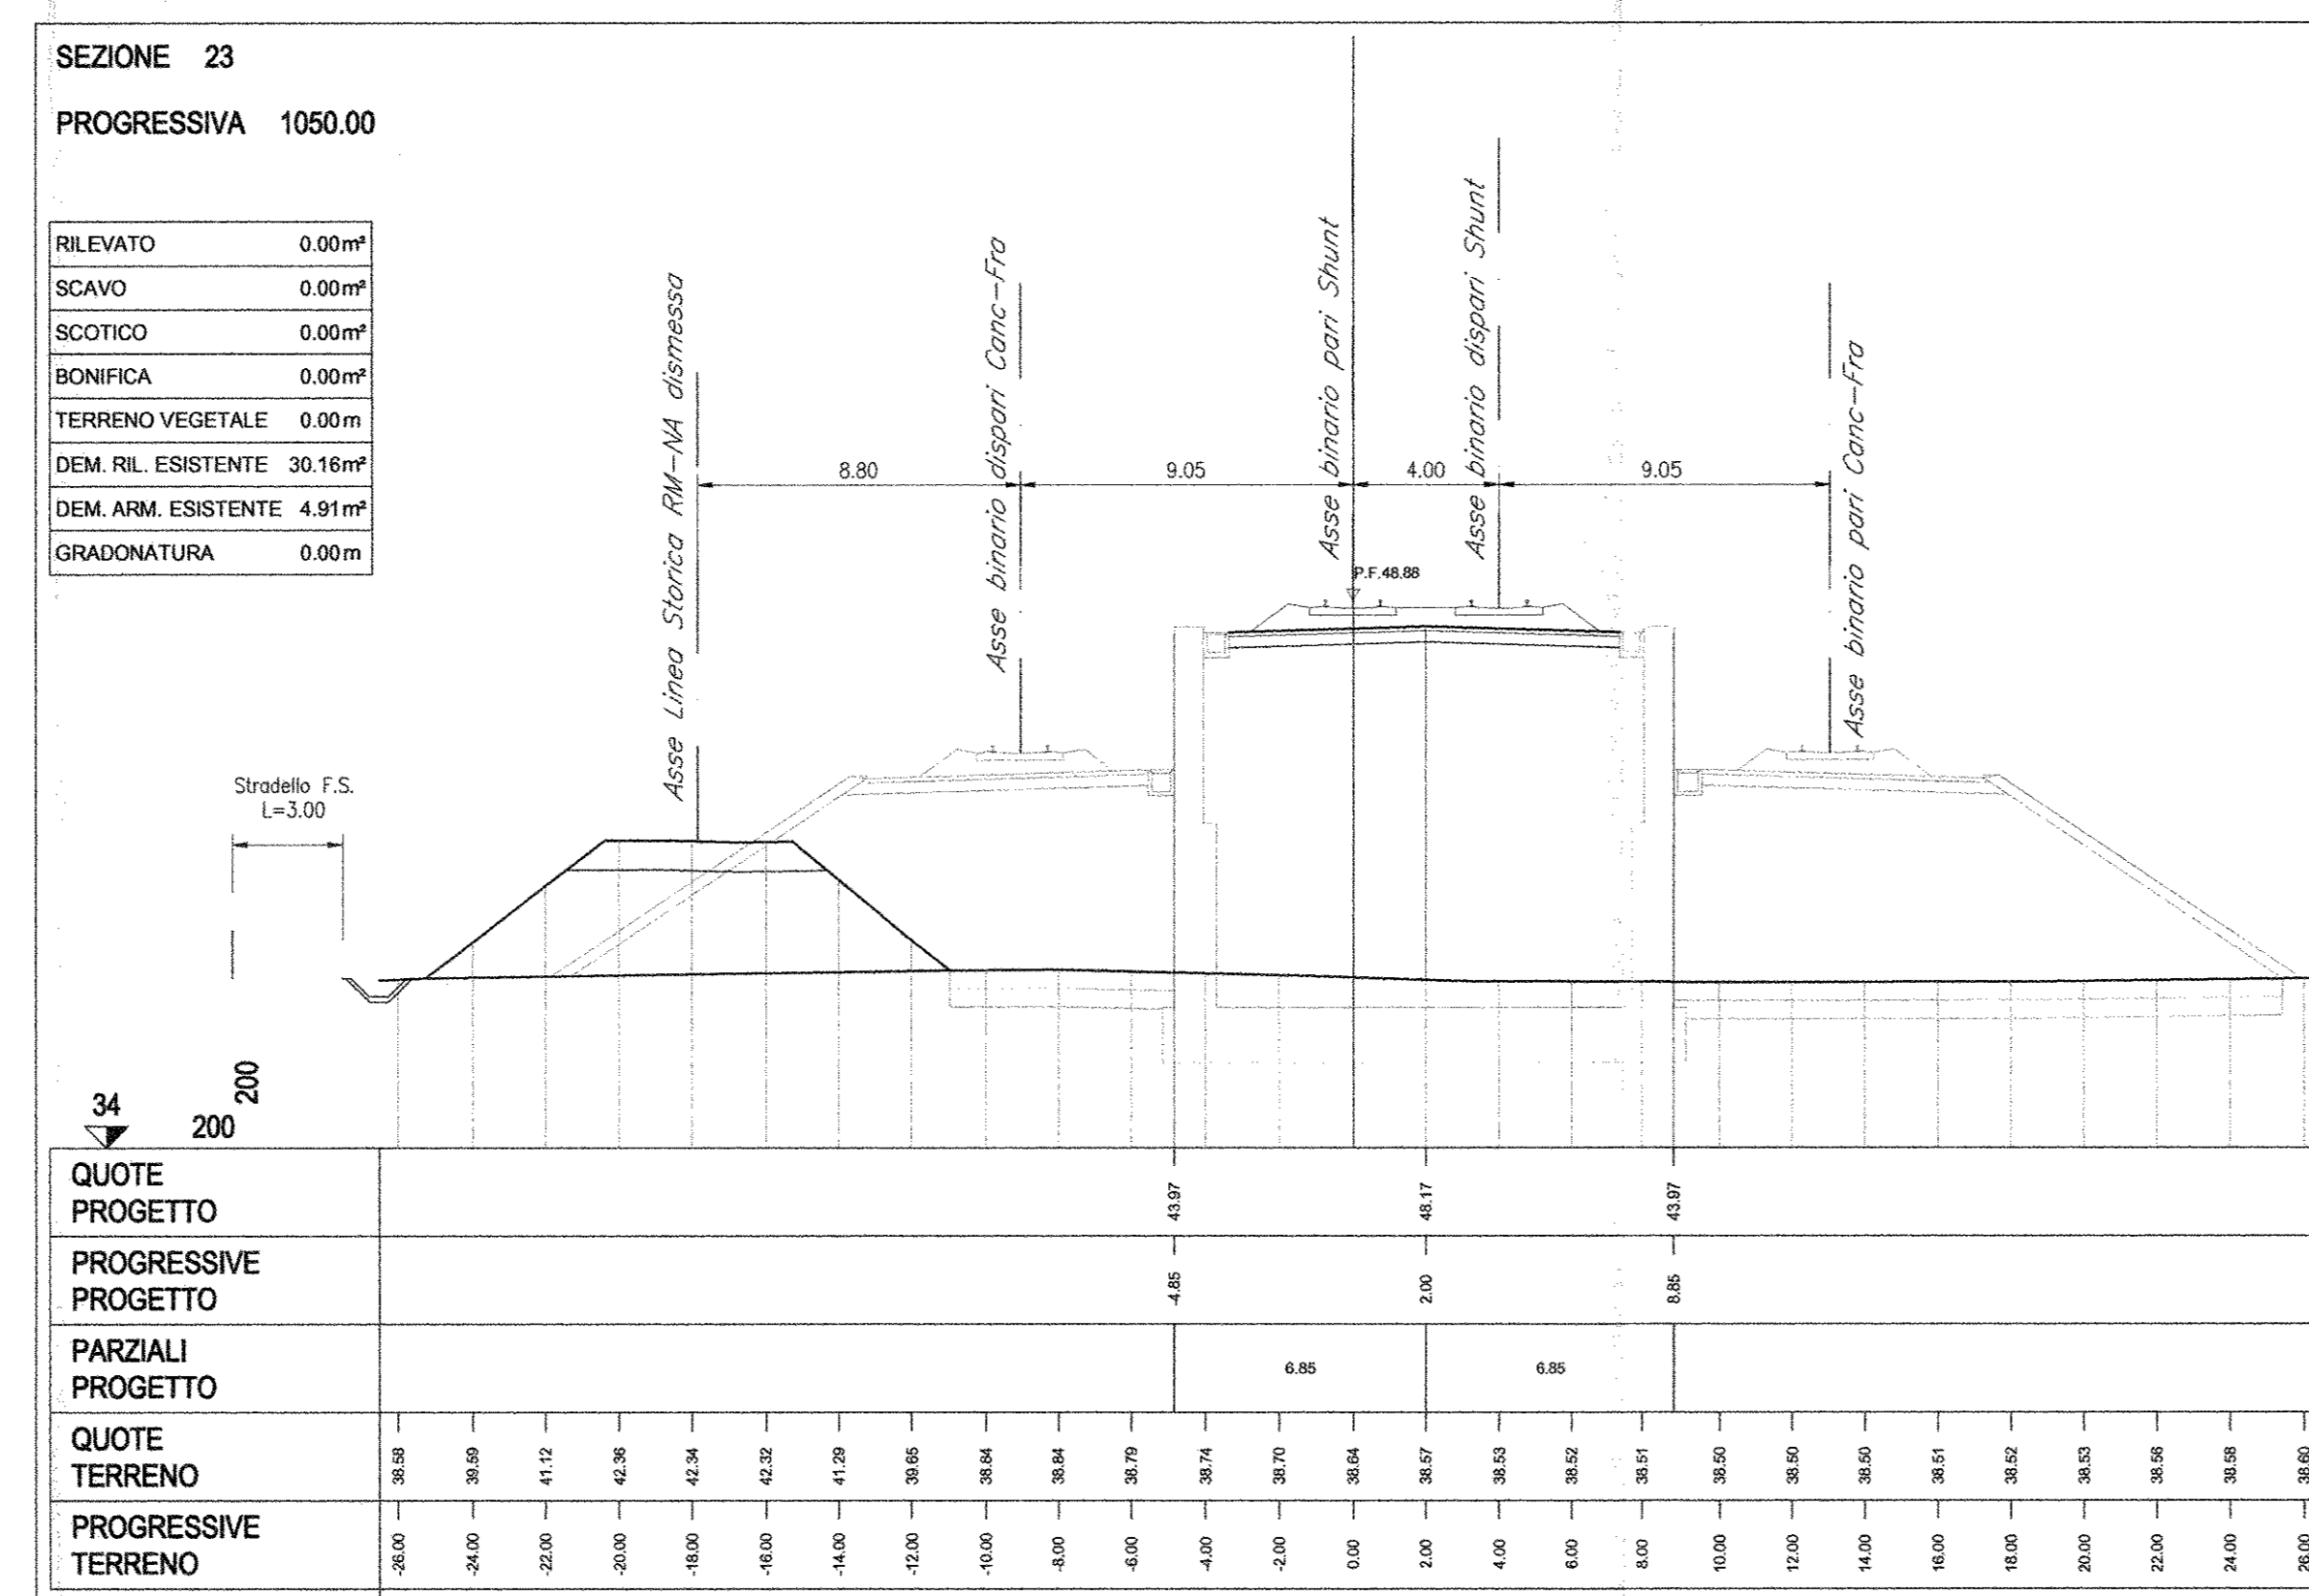 SEZIONE 23
PROGRESSIVA 1050.00
RILEVATO 0.00m²
SCAVO 0.00m²
SCOTICO 0.00m²
BONIFICA 0.00m²
TERRENO VEGETALE 0.00m
DEM. RIL. ESISTENTE 30.16m²
DEM. ARM. ESISTENTE 4.91m²
GRADONATURA 0.00m
Asse Linea Storica RM-NA dismessa
Asse binario dispari Canc-Fra
Asse binario pari Shunt
Asse binario dispari Shunt
Asse binario pari Canc-Fra
8.80 9.05 4.00 9.05
P.F.48.88
Stradello F.S.
L=3.00
34
200
200
QUOTE
PROGETTO
43.97 48.17 43.97
PROGRESSIVE
PROGETTO
-4.85 2.00 8.85
PARZIALI
PROGETTO
6.85 6.85
QUOTE
TERRENO
38.58 39.59 41.12 42.36 42.34 42.32 41.29 39.65 38.84 38.84 38.79 38.74 38.70 38.64 38.57 38.53 38.52 38.51 38.50 38.50 38.50 38.51 38.52 38.53 38.56 38.58 38.60
PROGRESSIVE
TERRENO
-26.00 -24.00 -22.00 -20.00 -18.00 -16.00 -14.00 -12.00 -10.00 -8.00 -6.00 -4.00 -2.00 0.00 2.00 4.00 6.00 8.00 10.00 12.00 14.00 16.00 18.00 20.00 22.00 24.00 26.00